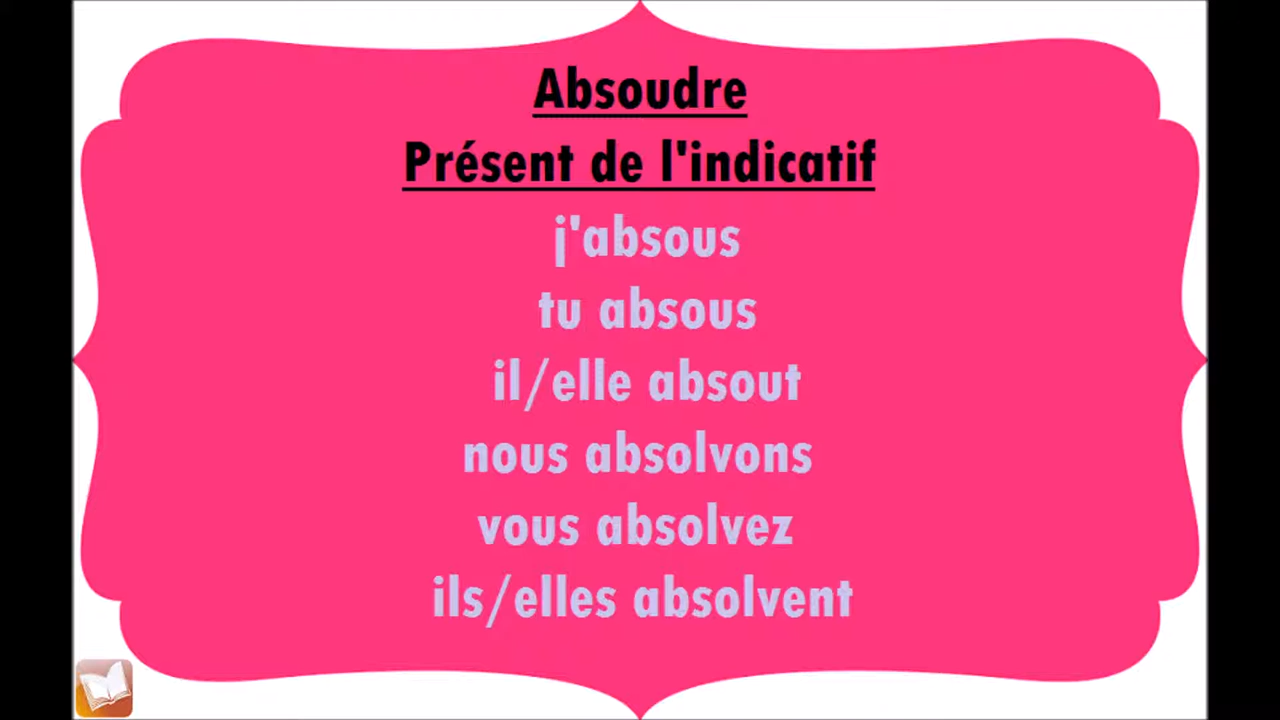 Absoudre
Présent de l'indicatif
j'absous
tu absous
il/elle absout
nous absolvons
vous absolvez
ils/elles absolvent